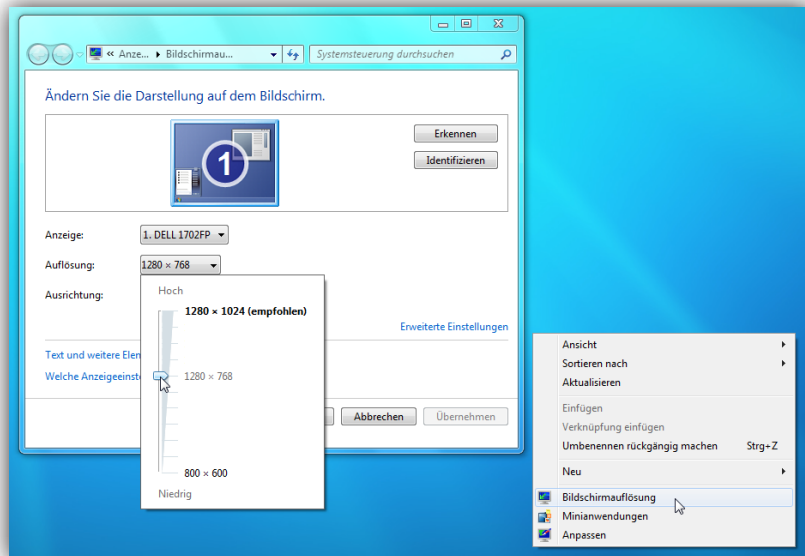 « Anze... ▸ Bildschirmau...
Systemsteuerung durchsuchen
Ändern Sie die Darstellung auf dem Bildschirm.
1
Erkennen
Identifizieren
Anzeige:
1. DELL 1702FP
Auflösung:
1280 × 768
Ausrichtung:
Hoch
1280 × 1024 (empfohlen)
1280 × 768
800 × 600
Niedrig
Erweiterte Einstellungen
Text und weitere Elem
Welche Anzeigeeinst
Abbrechen
Übernehmen
Ansicht
Sortieren nach
Aktualisieren
Einfügen
Verknüpfung einfügen
Umbenennen rückgängig machen Strg+Z
Neu
Bildschirmauflösung
Minianwendungen
Anpassen